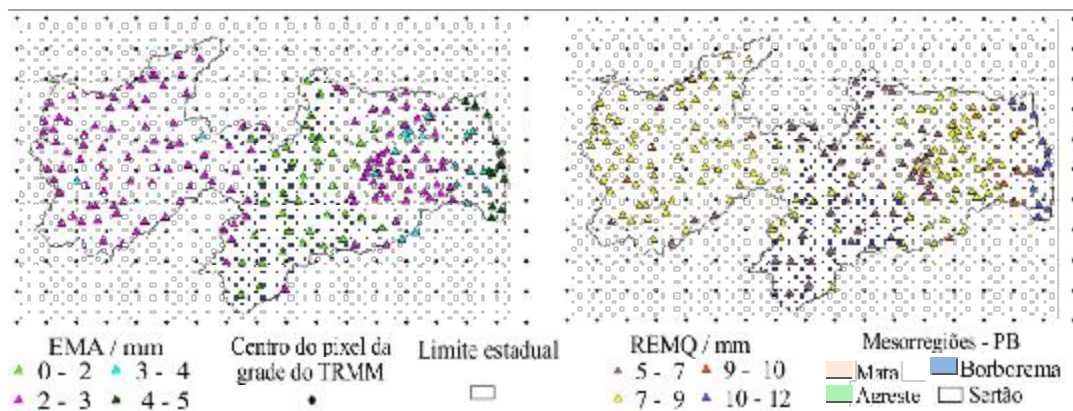 EMA / mm
0 - 2
3 - 4
2 - 3
4 - 5
Centro do pixel da
grade do TRMM
Limite estadual
REMQ / mm
5 - 7
9 - 10
7 - 9
10 - 12
Mesorregiões - PB
Mata
Borborema
Agreste
Sertão